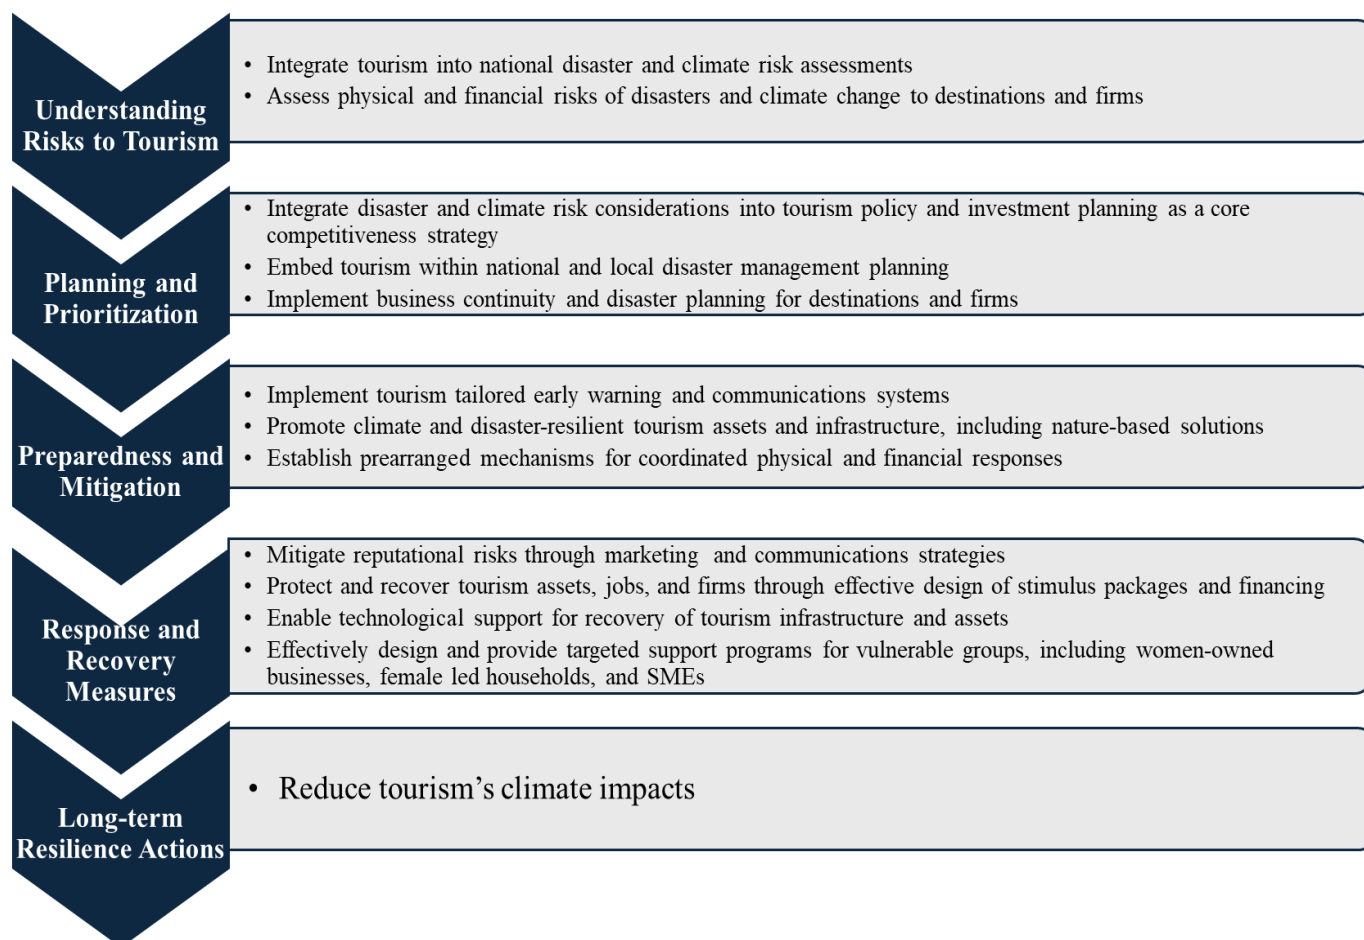 Understanding
Risks to Tourism
• Integrate tourism into national disaster and climate risk assessments
• Assess physical and financial risks of disasters and climate change to destinations and firms
Planning and
Prioritization
• Integrate disaster and climate risk considerations into tourism policy and investment planning as a core
competitiveness strategy
• Embed tourism within national and local disaster management planning
• Implement business continuity and disaster planning for destinations and firms
Preparedness and
Mitigation
• Implement tourism tailored early warning and communications systems
• Promote climate and disaster-resilient tourism assets and infrastructure, including nature-based solutions
• Establish prearranged mechanisms for coordinated physical and financial responses
Response and
Recovery
Measures
• Mitigate reputational risks through marketing and communications strategies
• Protect and recover tourism assets, jobs, and firms through effective design of stimulus packages and financing
• Enable technological support for recovery of tourism infrastructure and assets
• Effectively design and provide targeted support programs for vulnerable groups, including women-owned
businesses, female led households, and SMEs
Long-term
Resilience Actions
• Reduce tourism’s climate impacts